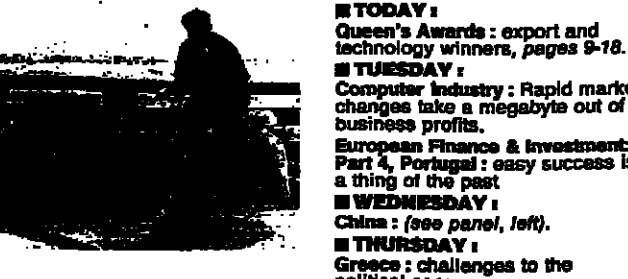 ■ TODAY :
Queen's Awards : export and
technology winners, pages 9-18.
■ TUESDAY :
Computer Industry : Rapid marke
changes take a megabyte out of
business profits.
European Finance & Investment:
Part 4, Portugal : easy success is
a thing of the past
■ WEDNESDAY :
China : (see panel, left).
■ THURSDAY :
Greece : challenges to the